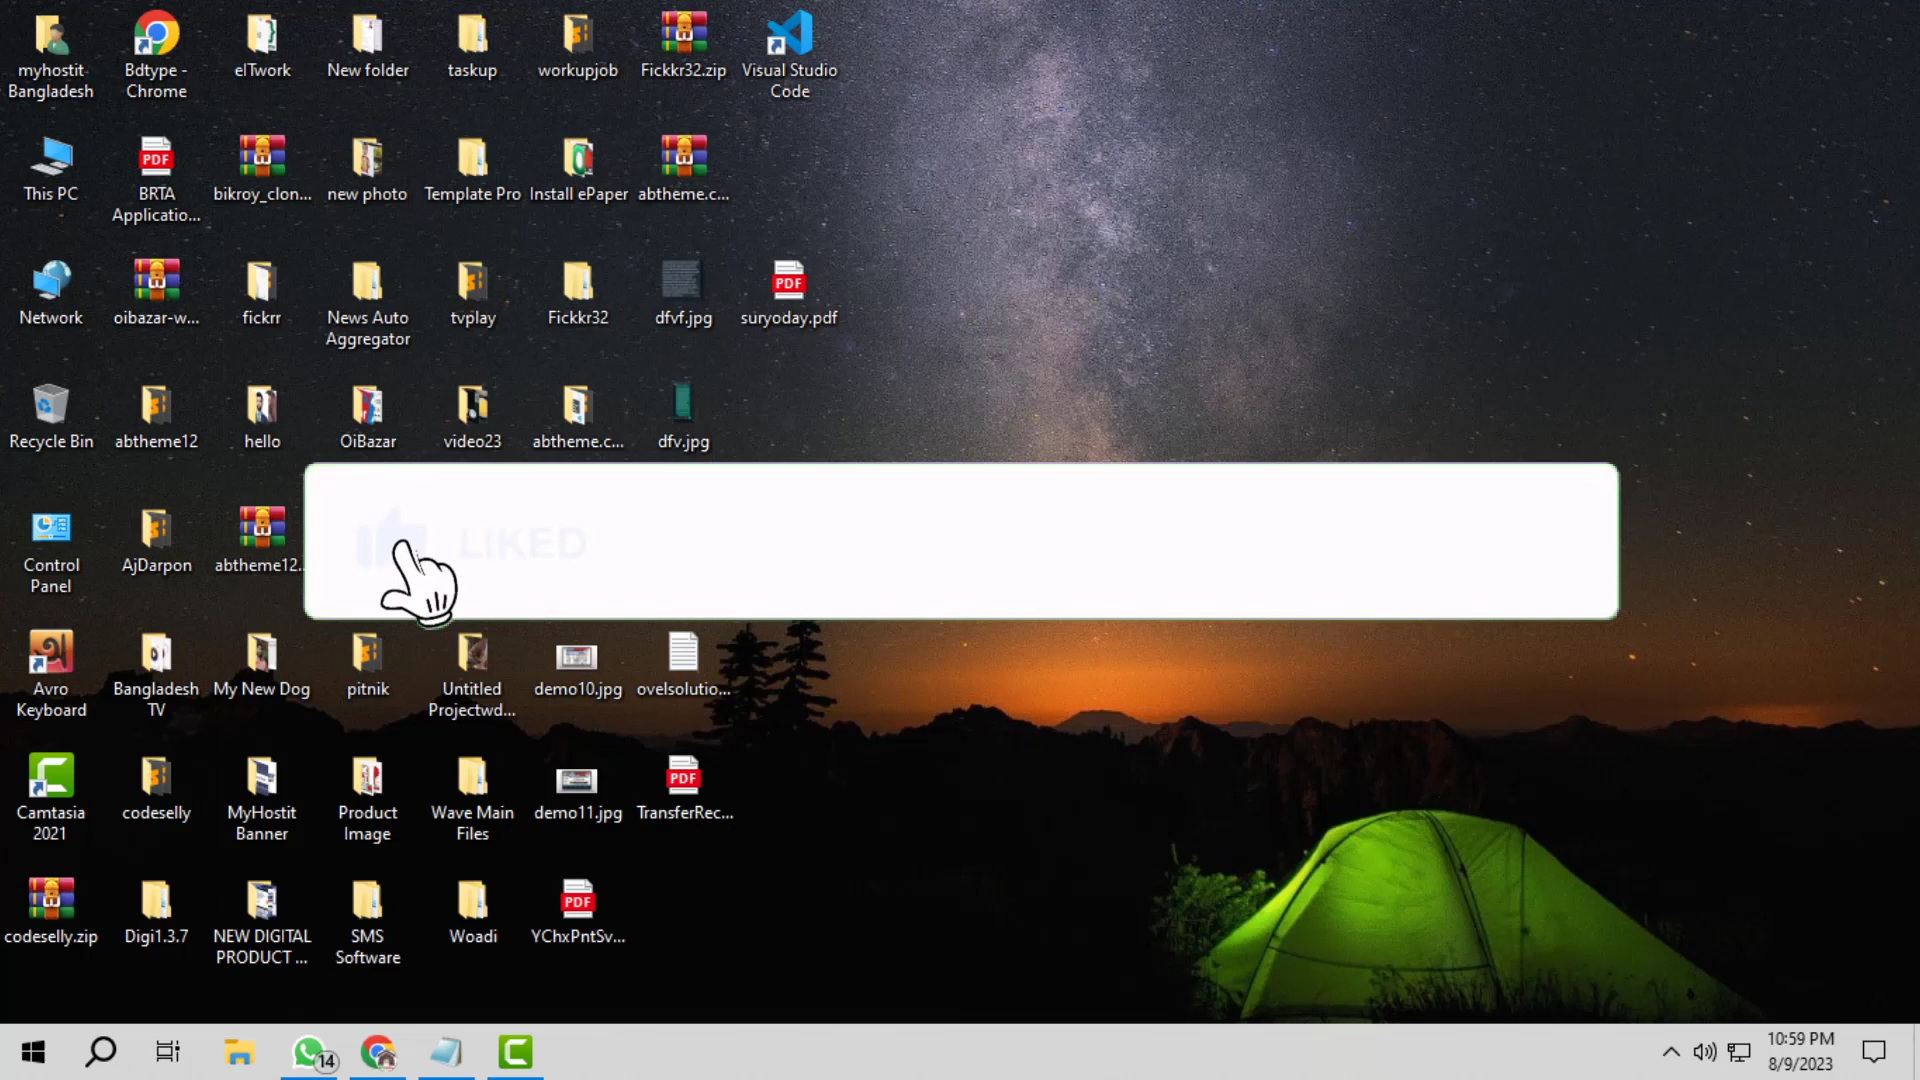 myhostit
Bangladesh
Bdtype -
Chrome
elTwork
New folder
taskup
workupjob
Fickkr32.zip
Visual Studio
Code
This PC
BRTA
Applicatio...
bikroy_clon...
new photo
Template Pro
Install ePaper
abtheme.c...
Network
oibazar-w...
fickrr
News Auto
Aggregator
tvplay
Fickkr32
dfvf.jpg
suryoday.pdf
Recycle Bin
abtheme12
hello
OiBazar
video23
abtheme.c...
dfv.jpg
Control
Panel
AjDarpon
abtheme12...
LIKED
Avro
Keyboard
Bangladesh
TV
My New Dog
pitnik
Untitled
Projectwd...
demo10.jpg
ovelsolutio...
Camtasia
2021
codeselly
MyHostit
Banner
Product
Image
Wave Main
Files
demo11.jpg
TransferRec...
codeselly.zip
Digi1.3.7
NEW DIGITAL
PRODUCT ...
SMS
Software
Woadi
YChxPntSv...
PDF
PDF
PDF
PDF
14
10:59 PM
8/9/2023